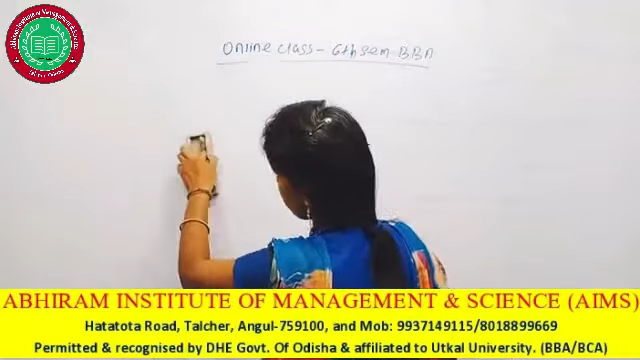 Online class - 6th sem BBA
ABHIRAM INSTITUTE OF MANAGEMENT & SCIENCE (AIMS)
Hatatota Road, Talcher, Angul-759100, and Mob: 9937149115/8018899669
Permitted & recognised by DHE Govt. Of Odisha & affiliated to Utkal University. (BBA/BCA)